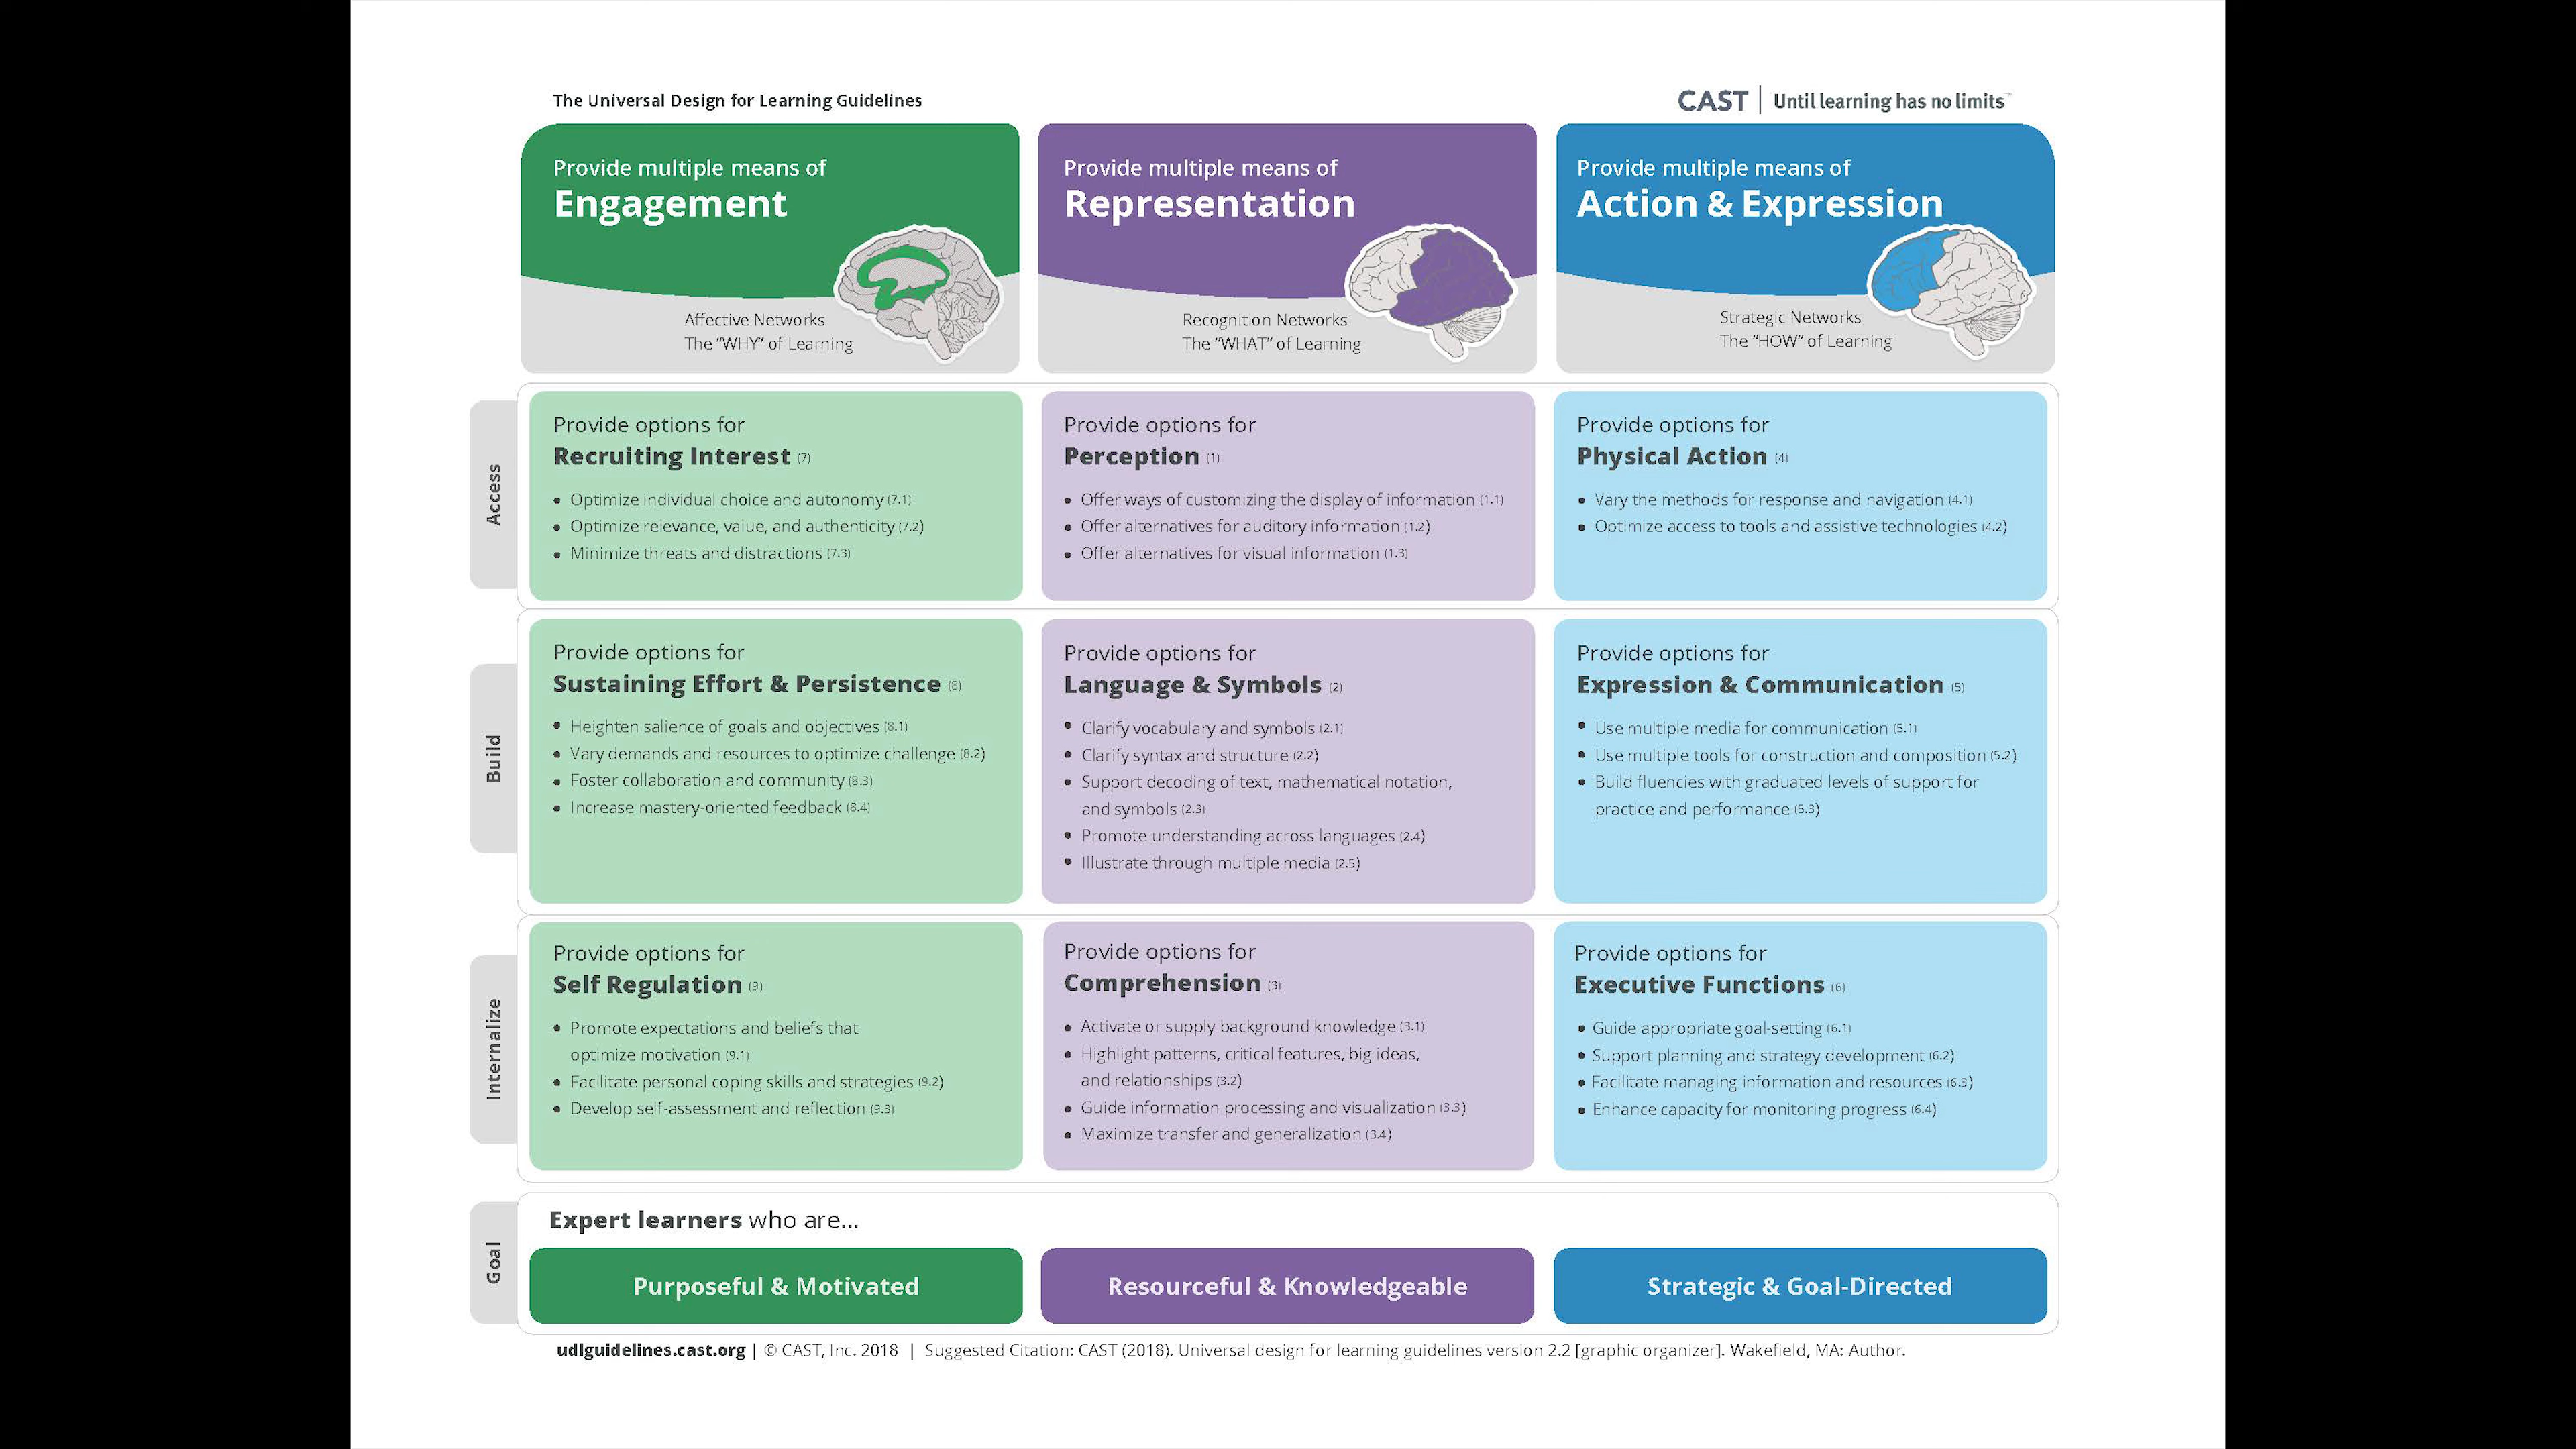 The Universal Design for Learning Guidelines
CAST | Until learning has no limits™
Provide multiple means of
Engagement
Affective Networks
The “WHY” of Learning
Provide multiple means of
Representation
Recognition Networks
The “WHAT” of Learning
Provide multiple means of
Action & Expression
Strategic Networks
The “HOW” of Learning
Access
Provide options for
Recruiting Interest (7)
• Optimize individual choice and autonomy (7.1)
• Optimize relevance, value, and authenticity (7.2)
• Minimize threats and distractions (7.3)
Provide options for
Perception (1)
• Offer ways of customizing the display of information (1.1)
• Offer alternatives for auditory information (1.2)
• Offer alternatives for visual information (1.3)
Provide options for
Physical Action (4)
• Vary the methods for response and navigation (4.1)
• Optimize access to tools and assistive technologies (4.2)
Build
Provide options for
Sustaining Effort & Persistence (8)
• Heighten salience of goals and objectives (8.1)
• Vary demands and resources to optimize challenge (8.2)
• Foster collaboration and community (8.3)
• Increase mastery-oriented feedback (8.4)
Provide options for
Language & Symbols (2)
• Clarify vocabulary and symbols (2.1)
• Clarify syntax and structure (2.2)
• Support decoding of text, mathematical notation,
and symbols (2.3)
• Promote understanding across languages (2.4)
• Illustrate through multiple media (2.5)
Provide options for
Expression & Communication (5)
• Use multiple media for communication (5.1)
• Use multiple tools for construction and composition (5.2)
• Build fluencies with graduated levels of support for
practice and performance (5.3)
Internalize
Provide options for
Self Regulation (9)
• Promote expectations and beliefs that
optimize motivation (9.1)
• Facilitate personal coping skills and strategies (9.2)
• Develop self-assessment and reflection (9.3)
Provide options for
Comprehension (3)
• Activate or supply background knowledge (3.1)
• Highlight patterns, critical features, big ideas,
and relationships (3.2)
• Guide information processing and visualization (3.3)
• Maximize transfer and generalization (3.4)
Provide options for
Executive Functions (6)
• Guide appropriate goal-setting (6.1)
• Support planning and strategy development (6.2)
• Facilitate managing information and resources (6.3)
• Enhance capacity for monitoring progress (6.4)
Goal
Expert learners who are...
Purposeful & Motivated
Resourceful & Knowledgeable
Strategic & Goal-Directed
udlguidelines.cast.org | © CAST, Inc. 2018 | Suggested Citation: CAST (2018). Universal design for learning guidelines version 2.2 [graphic organizer]. Wakefield, MA: Author.